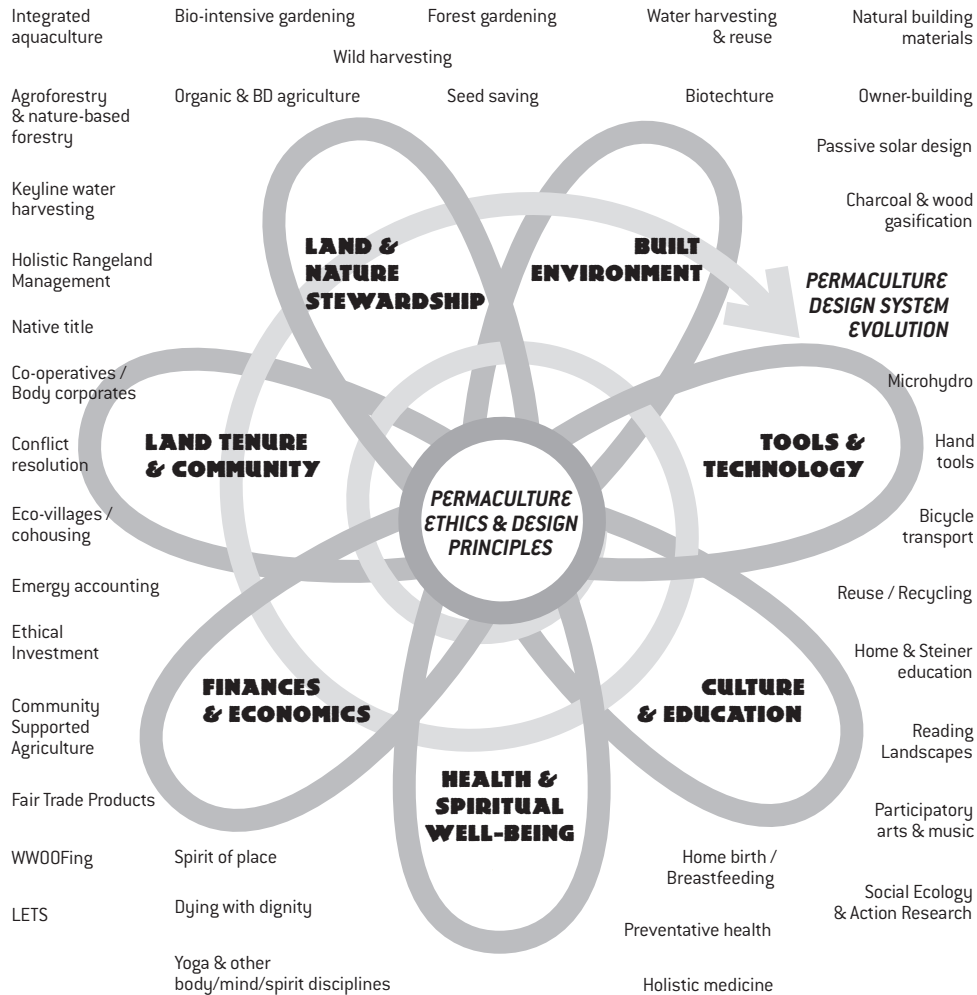 Integrated
aquaculture
Bio-intensive gardening
Forest gardening
Water harvesting
& reuse
Natural building
materials
Wild harvesting
Agroforestry
& nature-based
forestry
Organic & BD agriculture
Seed saving
Biotechture
Owner-building
Passive solar design
Keyline water
harvesting
Charcoal & wood
gasification
LAND &
NATURE
STEWARDSHIP
BUILT
ENVIRONMENT
Holistic Rangeland
Management
PERMACULTURE
DESIGN SYSTEM
EVOLUTION
Native title
Co-operatives /
Body corporates
Microhydro
LAND TENURE
& COMMUNITY
TOOLS &
TECHNOLOGY
Conflict
resolution
Hand
tools
PERMACULTURE
ETHICS & DESIGN
PRINCIPLES
Eco-villages /
cohousing
Bicycle
transport
Emergy accounting
Reuse / Recycling
Ethical
Investment
Home & Steiner
education
FINANCES
& ECONOMICS
CULTURE
& EDUCATION
Community
Supported
Agriculture
Reading
Landscapes
HEALTH &
SPIRITUAL
WELL-BEING
Fair Trade Products
Participatory
arts & music
WWOOFing
Spirit of place
Home birth /
Breastfeeding
LETS
Dying with dignity
Social Ecology
& Action Research
Preventative health
Yoga & other
body/mind/spirit disciplines
Holistic medicine